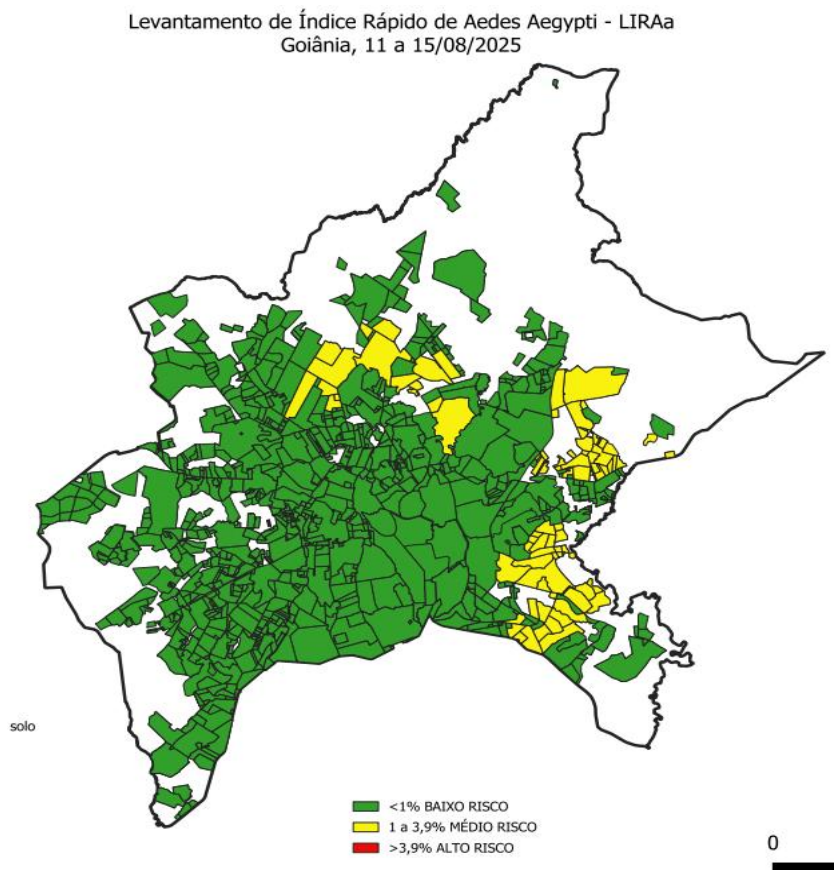 Levantamento de Índice Rápido de Aedes Aegypti - LIRAa
Goiânia, 11 a 15/08/2025
solo
<1% BAIXO RISCO
1 a 3,9% MÉDIO RISCO
>3,9% ALTO RISCO
0